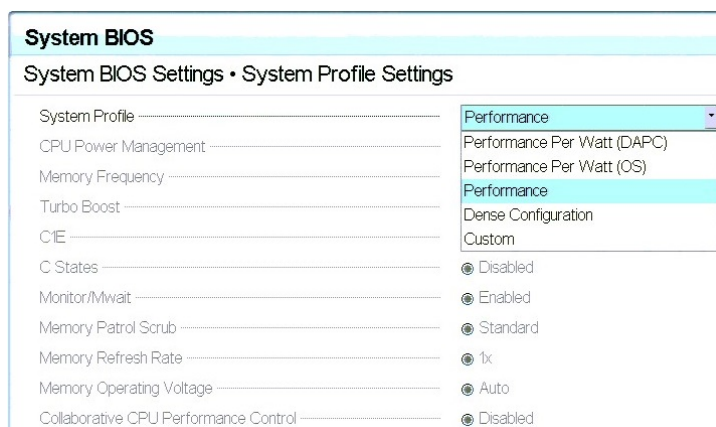 System BIOS
System BIOS Settings • System Profile Settings
System Profile Performance
CPU Power Management Performance Per Watt (DAPC)
Memory Frequency Performance Per Watt (OS)
Turbo Boost Performance
C1E Dense Configuration
Custom
C States Disabled
Monitor/Mwait Enabled
Memory Patrol Scrub Standard
Memory Refresh Rate 1x
Memory Operating Voltage Auto
Collaborative CPU Performance Control Disabled